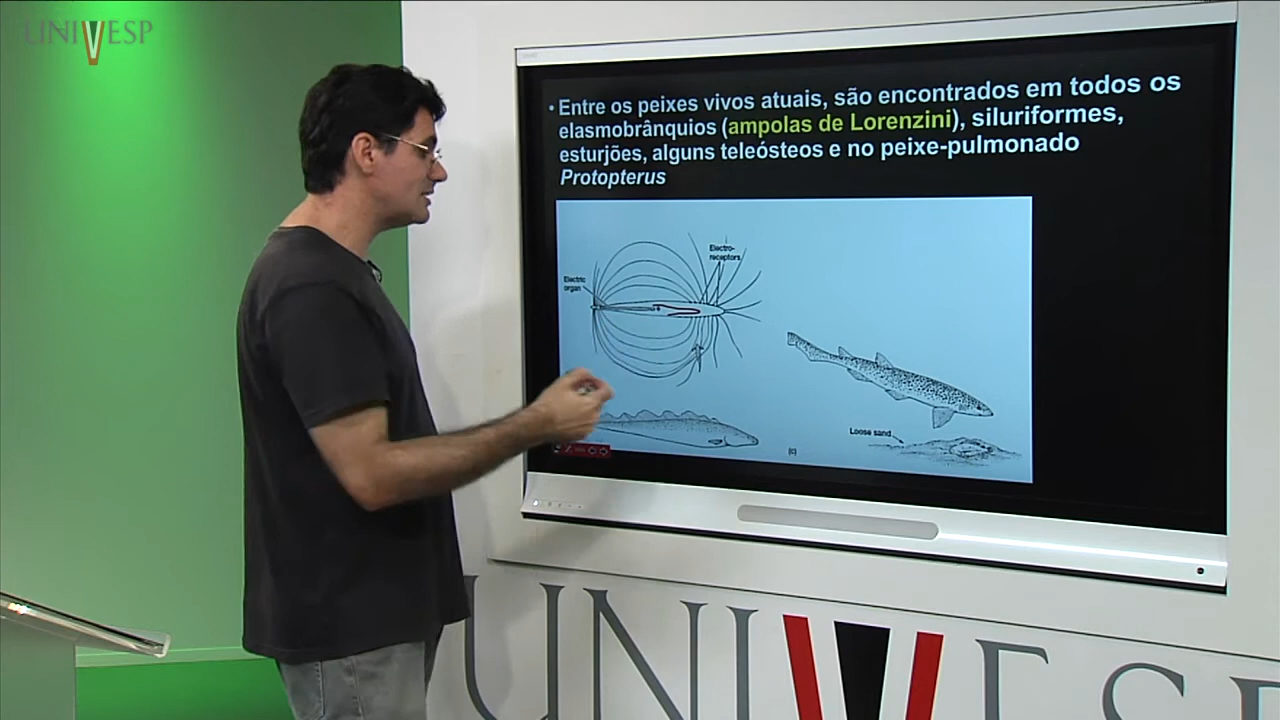 UNIVESP
• Entre os peixes vivos atuais, são encontrados em todos os
elasmobrânquios (ampolas de Lorenzini), siluriformes,
esturjões, alguns teleósteos e no peixe-pulmonado
Protopterus
Electro-
receptors
Electric
organ
Loose sand
(c)
UNIVES